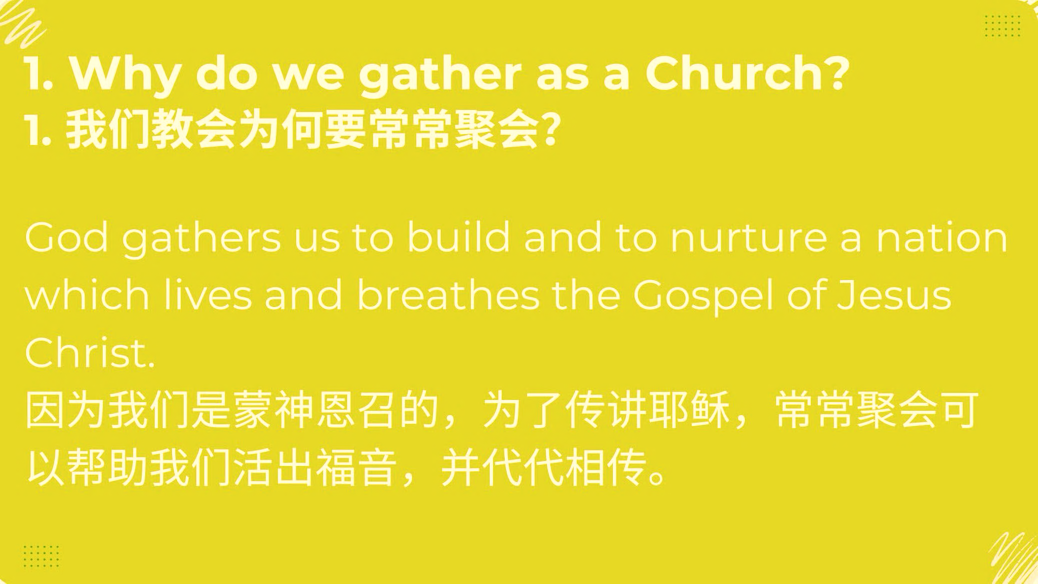 1. Why do we gather as a Church?
1. 我们教会为何要常常聚会？
God gathers us to build and to nurture a nation
which lives and breathes the Gospel of Jesus
Christ.
因为我们是蒙神恩召的，为了传讲耶稣，常常聚会可
以帮助我们活出福音，并代代相传。